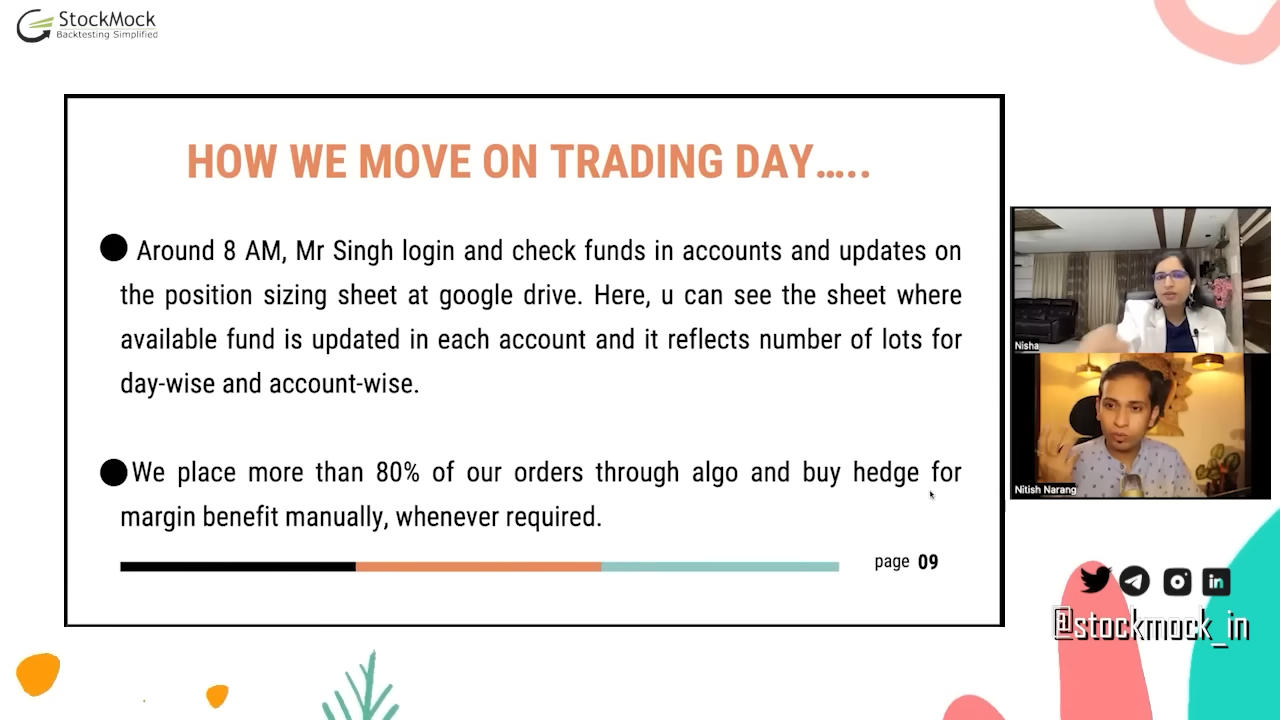 StockMock
Backtesting Simplified
HOW WE MOVE ON TRADING DAY.....
Around 8 AM, Mr Singh login and check funds in accounts and updates on
the position sizing sheet at google drive. Here, u can see the sheet where
available fund is updated in each account and it reflects number of lots for
day-wise and account-wise.
We place more than 80% of our orders through algo and buy hedge for
margin benefit manually, whenever required.
page 09
Nisha
Nitish Narang
@stockmock_in